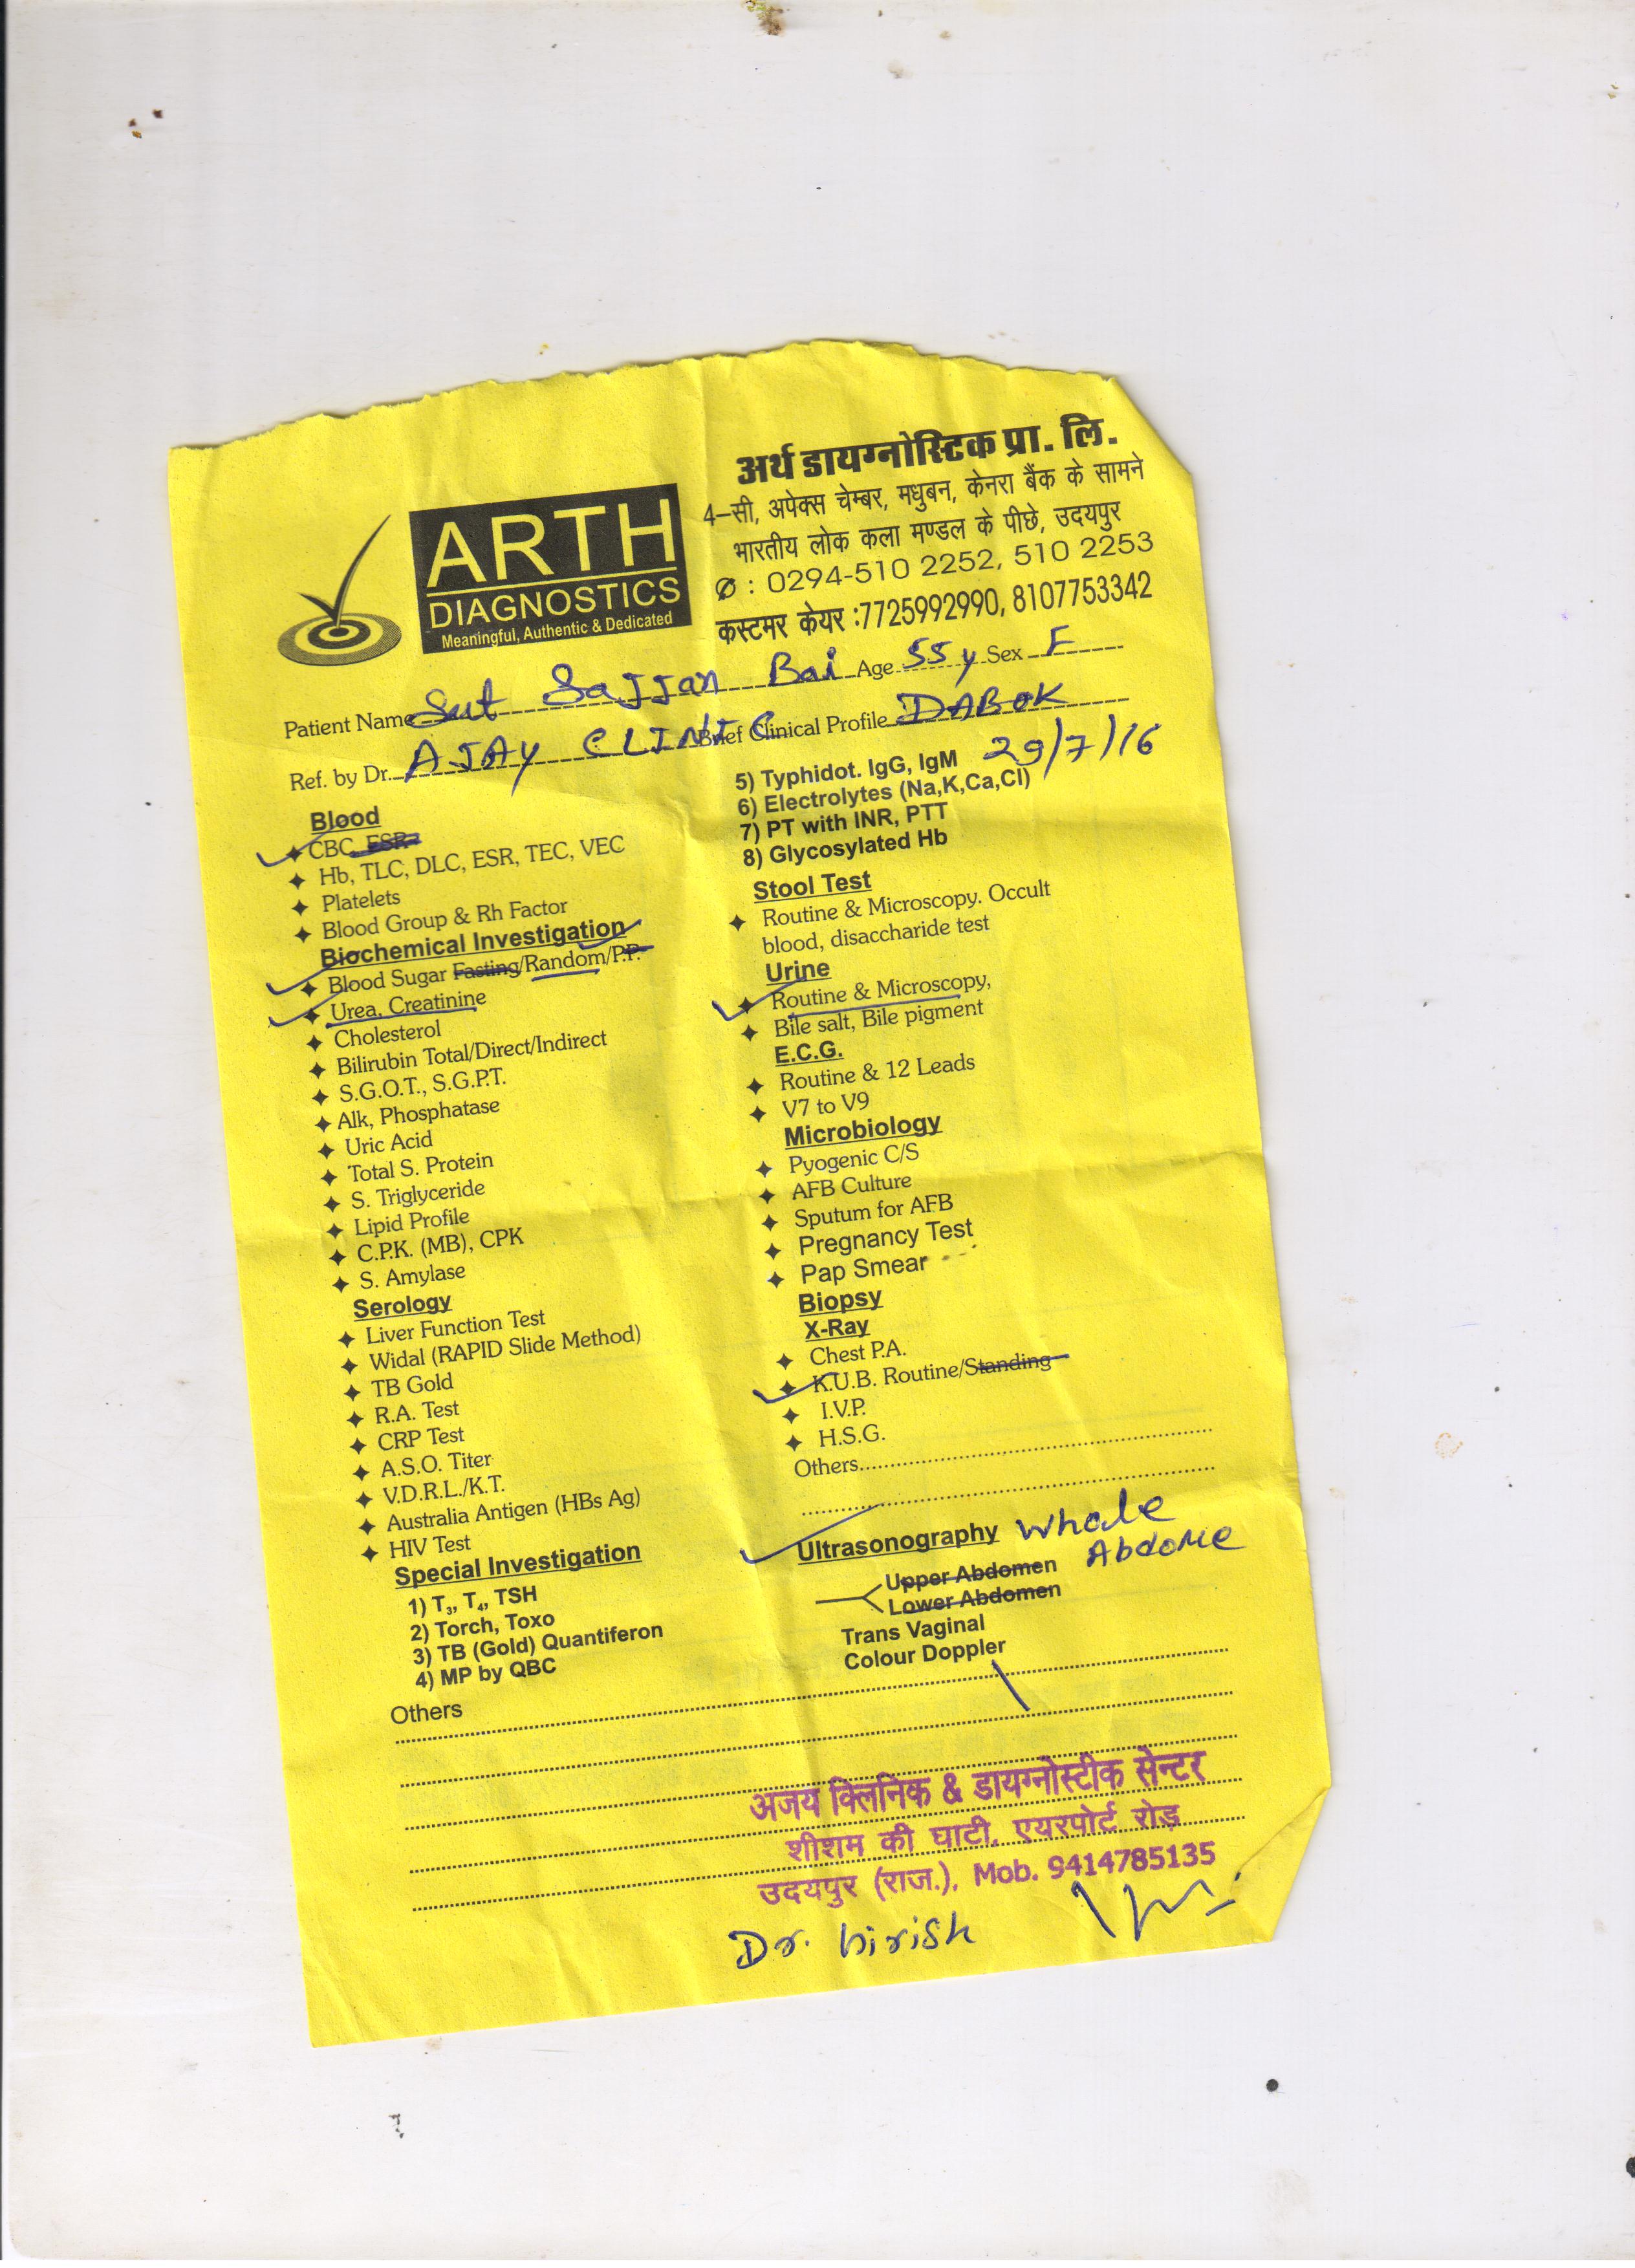 अर्थ डायग्नोस्टिक प्रा. लि.
4-सी, अपेक्स चेम्बर, मधुबन, केनरा बैंक के सामने
भारतीय लोक कला मण्डल के पीछे, उदयपुर
: 0294-510 2252, 510 2253
कस्टमर केयर :7725992990, 8107753342
ARTH
DIAGNOSTICS
Meaningful, Authentic & Dedicated
Patient Name Smt Sajjan Bai Age 55 y Sex F
Ref. by Dr. AJAY CLINIC Brief Clinical Profile DABOK
29/7/16
Blood
CBC, ESR
Hb, TLC, DLC, ESR, TEC, VEC
Platelets
Blood Group & Rh Factor
Biochemical Investigation
Blood Sugar Fasting/Random/P.P.
Urea, Creatinine
Cholesterol
Bilirubin Total/Direct/Indirect
S.G.O.T., S.G.P.T.
Alk, Phosphatase
Uric Acid
Total S. Protein
S. Triglyceride
Lipid Profile
C.P.K. (MB), CPK
S. Amylase
Serology
Liver Function Test
Widal (RAPID Slide Method)
TB Gold
R.A. Test
CRP Test
A.S.O. Titer
V.D.R.L./K.T.
Australia Antigen (HBs Ag)
HIV Test
Special Investigation
1) T3, T4, TSH
2) Torch, Toxo
3) TB (Gold) Quantiferon
4) MP by QBC
5) Typhidot. IgG, IgM
6) Electrolytes (Na,K,Ca,Cl)
7) PT with INR, PTT
8) Glycosylated Hb
Stool Test
Routine & Microscopy. Occult
blood, disaccharide test
Urine
Routine & Microscopy,
Bile salt, Bile pigment
E.C.G.
Routine & 12 Leads
V7 to V9
Microbiology
Pyogenic C/S
AFB Culture
Sputum for AFB
Pregnancy Test
Pap Smear
Biopsy
X-Ray
Chest P.A.
K.U.B. Routine/Standing
I.V.P.
H.S.G.
Others
Ultrasonography Whole
Abdome
Upper Abdomen
Lower Abdomen
Trans Vaginal
Colour Doppler
Others
अजय क्लिनिक & डायग्नोस्टीक सेन्टर
शीशम की घाटी, एयरपोर्ट रोड़
उदयपुर (राज.), Mob. 9414785135
Dr.